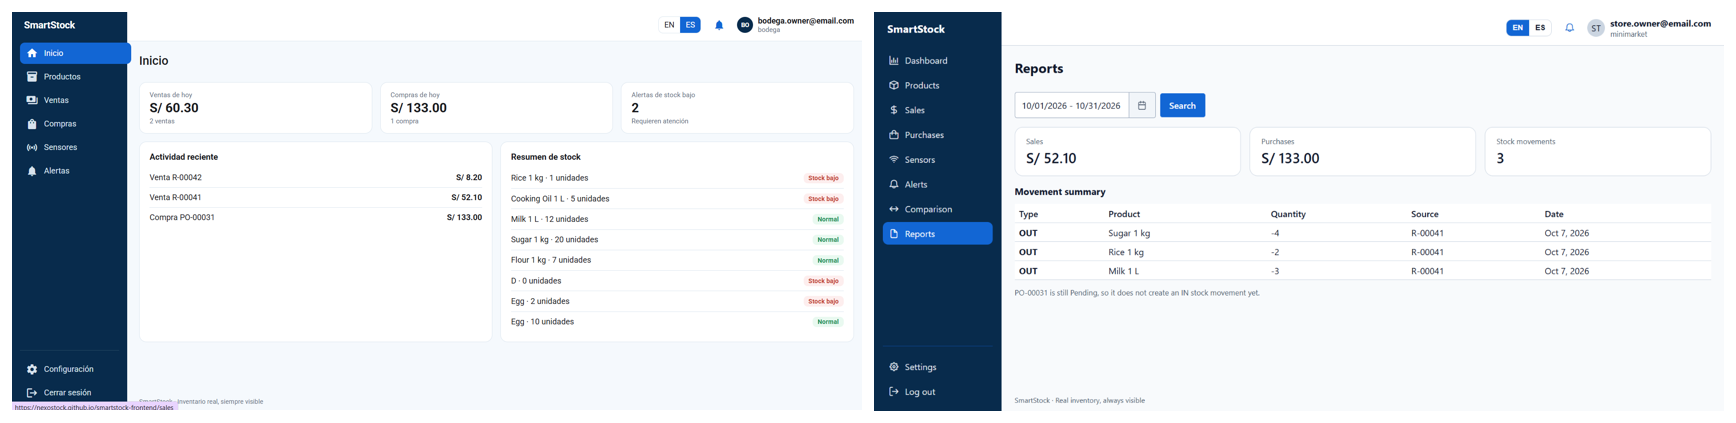 SmartStock
Inicio
Productos
Ventas
Compras
Sensores
Alertas
Configuración
Cerrar sesión
https://nexostock.github.io/smartstock-frontend/sales
EN ES
BO
bodega.owner@email.com
bodega
Inicio
Ventas de hoy
S/ 60.30
2 ventas
Compras de hoy
S/ 133.00
1 compra
Alertas de stock bajo
2
Requieren atención
Actividad reciente
Venta R-00042 S/ 8.20
Venta R-00041 S/ 52.10
Compra PO-00031 S/ 133.00
Resumen de stock
Rice 1 kg · 1 unidades Stock bajo
Cooking Oil 1 L · 5 unidades Stock bajo
Milk 1 L · 12 unidades Normal
Sugar 1 kg · 20 unidades Normal
Flour 1 kg · 7 unidades Normal
D · 0 unidades Stock bajo
Egg · 2 unidades Stock bajo
Egg · 10 unidades Normal
SmartStock · Inventario real, siempre visible
SmartStock
Dashboard
Products
Sales
Purchases
Sensors
Alerts
Comparison
Reports
Settings
Log out
EN ES
ST
store.owner@email.com
minimarket
Reports
10/01/2026 - 10/31/2026
Search
Sales
S/ 52.10
Purchases
S/ 133.00
Stock movements
3
Movement summary
Type Product Quantity Source Date
OUT Sugar 1 kg -4 R-00041 Oct 7, 2026
OUT Rice 1 kg -2 R-00041 Oct 7, 2026
OUT Milk 1 L -3 R-00041 Oct 7, 2026
PO-00031 is still Pending, so it does not create an IN stock movement yet.
SmartStock · Real inventory, always visible